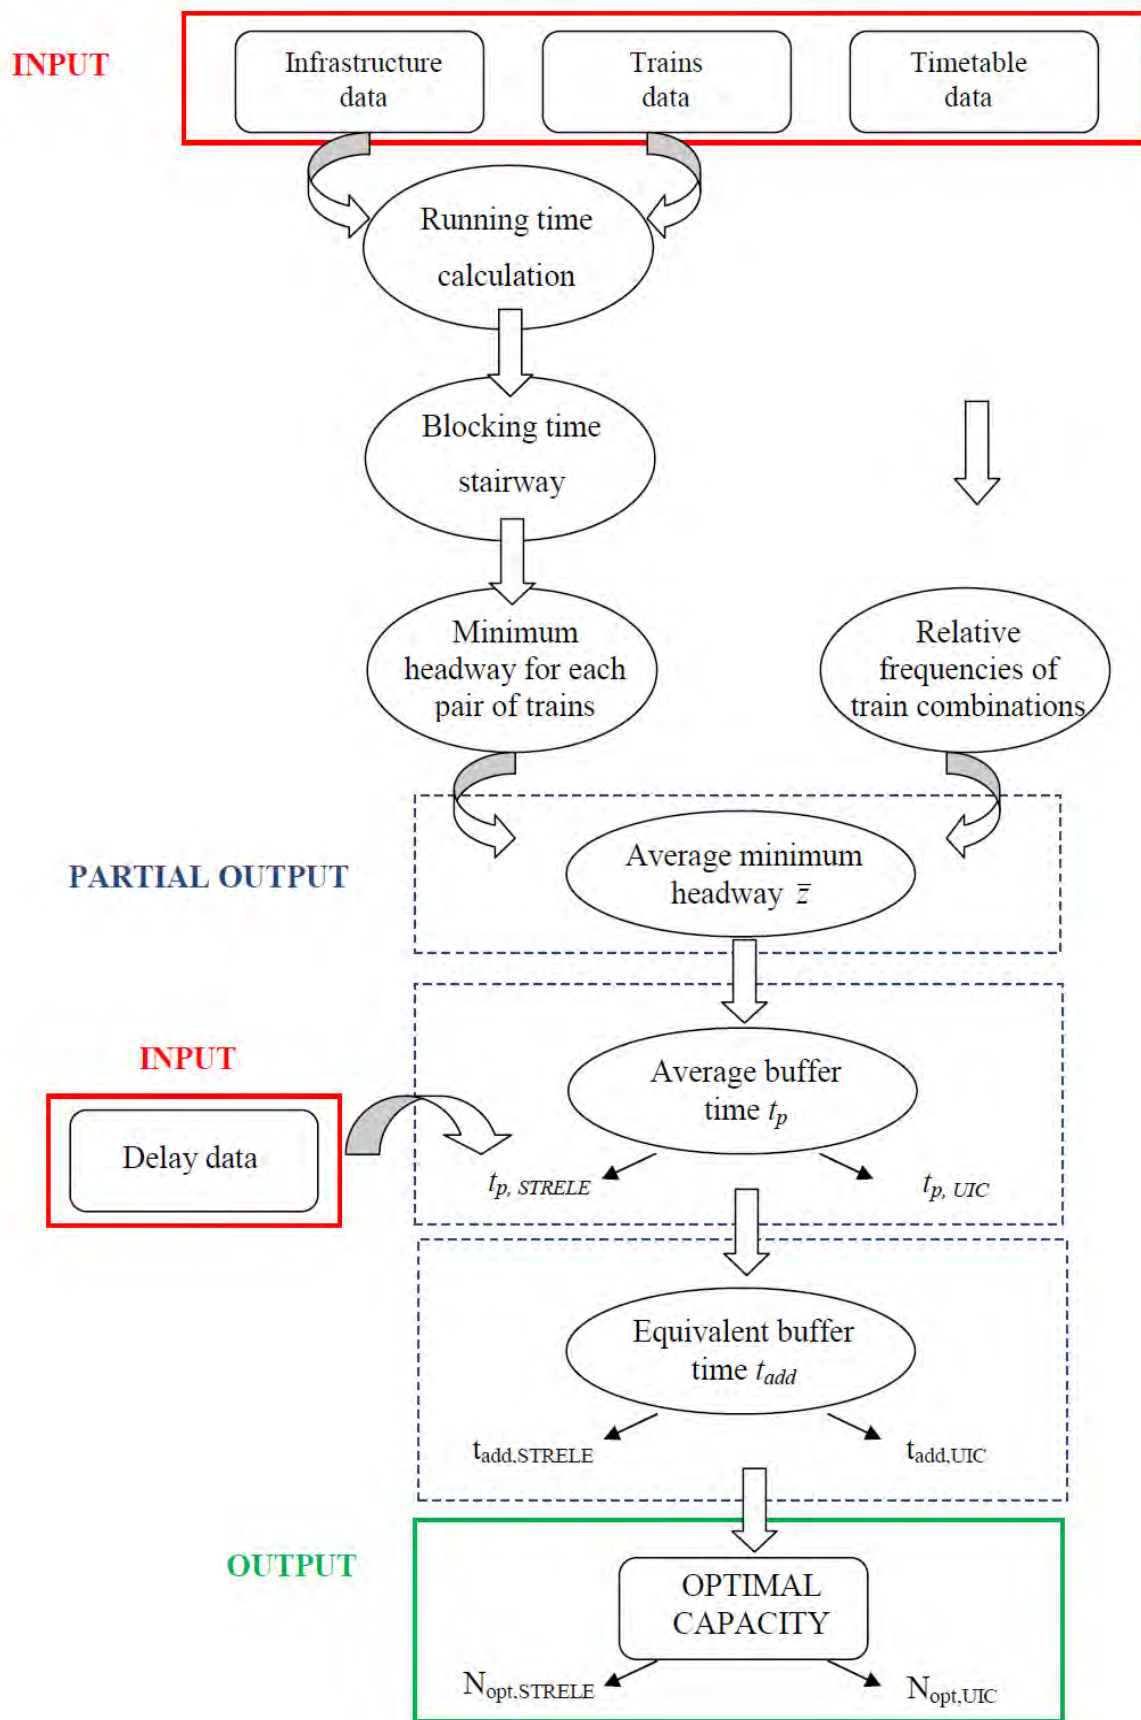 INPUT
Infrastructure
data
Trains
data
Timetable
data
Running time
calculation
Blocking time
stairway
Minimum
headway for each
pair of trains
Relative
frequencies of
train combinations
PARTIAL OUTPUT
Average minimum
headway z̄
INPUT
Delay data
Average buffer
time tp
tp, STRELE
tp, UIC
Equivalent buffer
time tadd
tadd,STRELE
tadd,UIC
OUTPUT
OPTIMAL
CAPACITY
Nopt,STRELE
Nopt,UIC